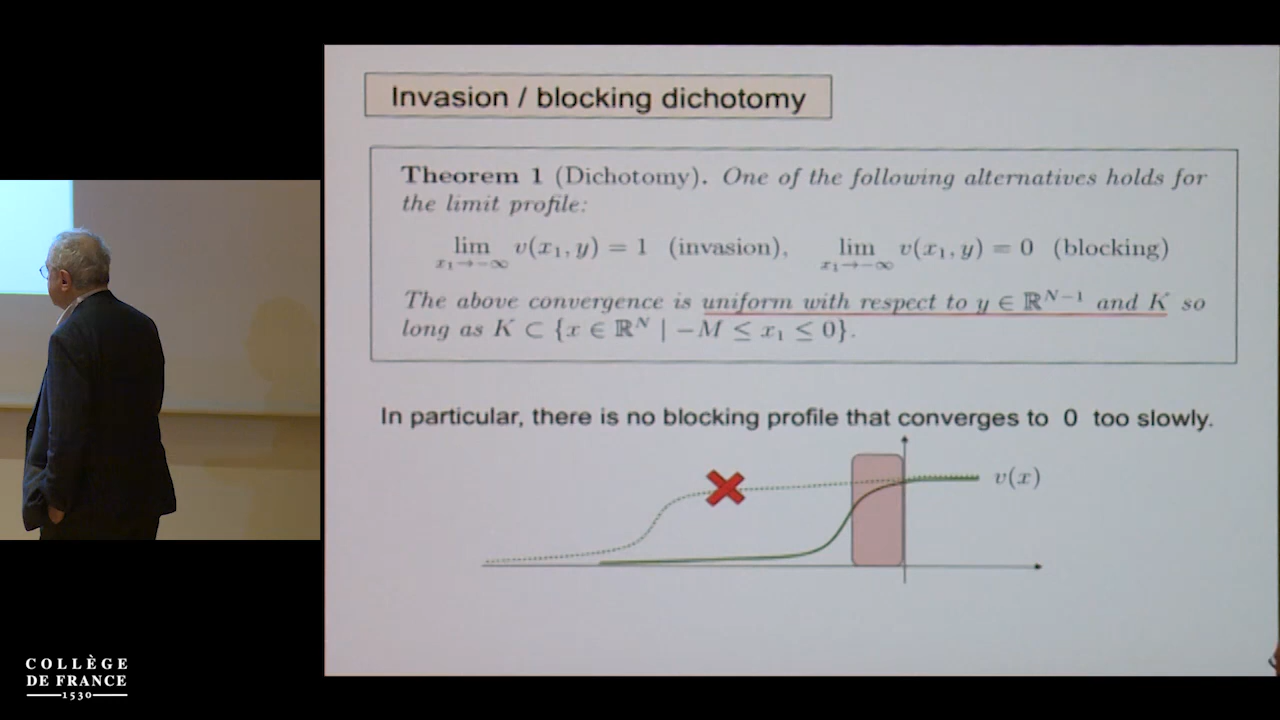 Invasion / blocking dichotomy
Theorem 1 (Dichotomy). One of the following alternatives holds for
the limit profile:
lim v(x₁, y) = 1 (invasion), lim v(x₁, y) = 0 (blocking)
x₁→−∞ x₁→−∞
The above convergence is uniform with respect to y ∈ ℝᴺ⁻¹ and K so
long as K ⊂ {x ∈ ℝᴺ | −M ≤ x₁ ≤ 0}.
In particular, there is no blocking profile that converges to 0 too slowly.
v(x)
COLLÈGE
DE FRANCE
1530